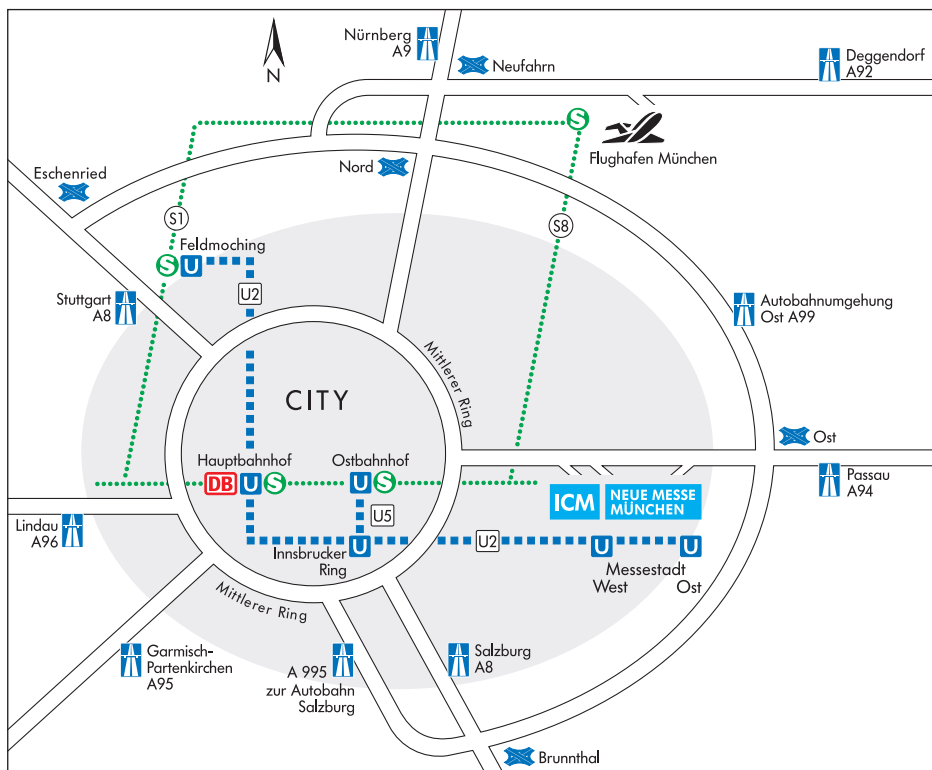 Nürnberg
A9
Neufahrn
Deggendorf
A92
N
S
Flughafen München
Eschenried
Nord
S1
S8
Feldmoching
S U
U2
Stuttgart
A8
Autobahnumgehung
Ost A99
Mittlerer Ring
CITY
Ost
Hauptbahnhof
DB U S
Ostbahnhof
U S
Passau
A94
ICM NEUE MESSE
MÜNCHEN
Lindau
A96
U5
Innsbrucker
Ring
U
U2
U
U
Messestadt
West Ost
Mittlerer Ring
Garmisch-
Partenkirchen
A95
A 995
zur Autobahn
Salzburg
Salzburg
A8
Brunnthal